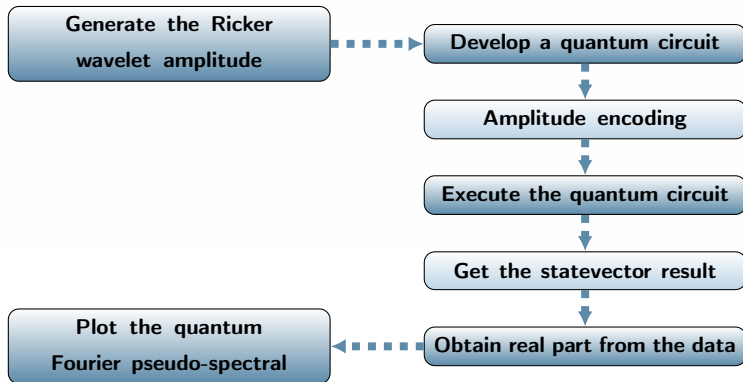 Generate the Ricker
wavelet amplitude
Develop a quantum circuit
Amplitude encoding
Execute the quantum circuit
Get the statevector result
Obtain real part from the data
Plot the quantum
Fourier pseudo-spectral